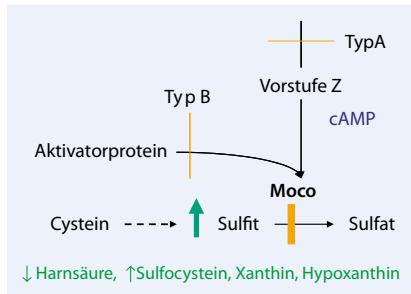 TypA
Vorstufe Z
Typ B
cAMP
Aktivatorprotein
Moco
Cystein Sulfit Sulfat
↓ Harnsäure, ↑Sulfocystein, Xanthin, Hypoxanthin